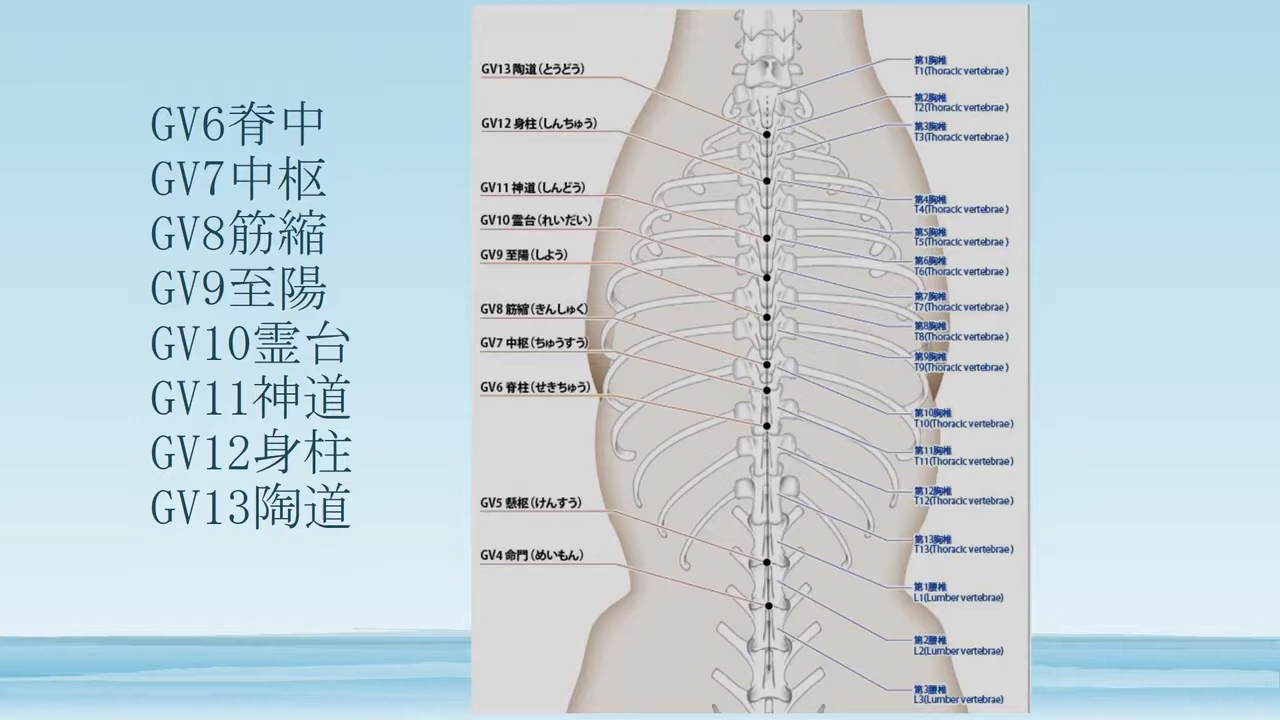 GV6脊中
GV7中枢
GV8筋縮
GV9至陽
GV10霊台
GV11神道
GV12身柱
GV13陶道
GV13 陶道（とうどう）
GV12 身柱（しんちゅう）
GV11 神道（しんどう）
GV10 霊台（れいだい）
GV9 至陽（しよう）
GV8 筋縮（きんしゅく）
GV7 中枢（ちゅうすう）
GV6 脊柱（せきちゅう）
GV5 懸枢（けんすう）
GV4 命門（めいもん）
第1胸椎
T1(Thoracic vertebrae )
第2胸椎
T2(Thoracic vertebrae )
第3胸椎
T3(Thoracic vertebrae )
第4胸椎
T4(Thoracic vertebrae )
第5胸椎
T5(Thoracic vertebrae )
第6胸椎
T6(Thoracic vertebrae )
第7胸椎
T7(Thoracic vertebrae )
第8胸椎
T8(Thoracic vertebrae )
第9胸椎
T9(Thoracic vertebrae )
第10胸椎
T10(Thoracic vertebrae )
第11胸椎
T11(Thoracic vertebrae )
第12胸椎
T12(Thoracic vertebrae )
第13胸椎
T13(Thoracic vertebrae )
第1腰椎
L1(Lumber vertebrae)
第2腰椎
L2(Lumber vertebrae)
第3腰椎
L3(Lumber vertebrae)